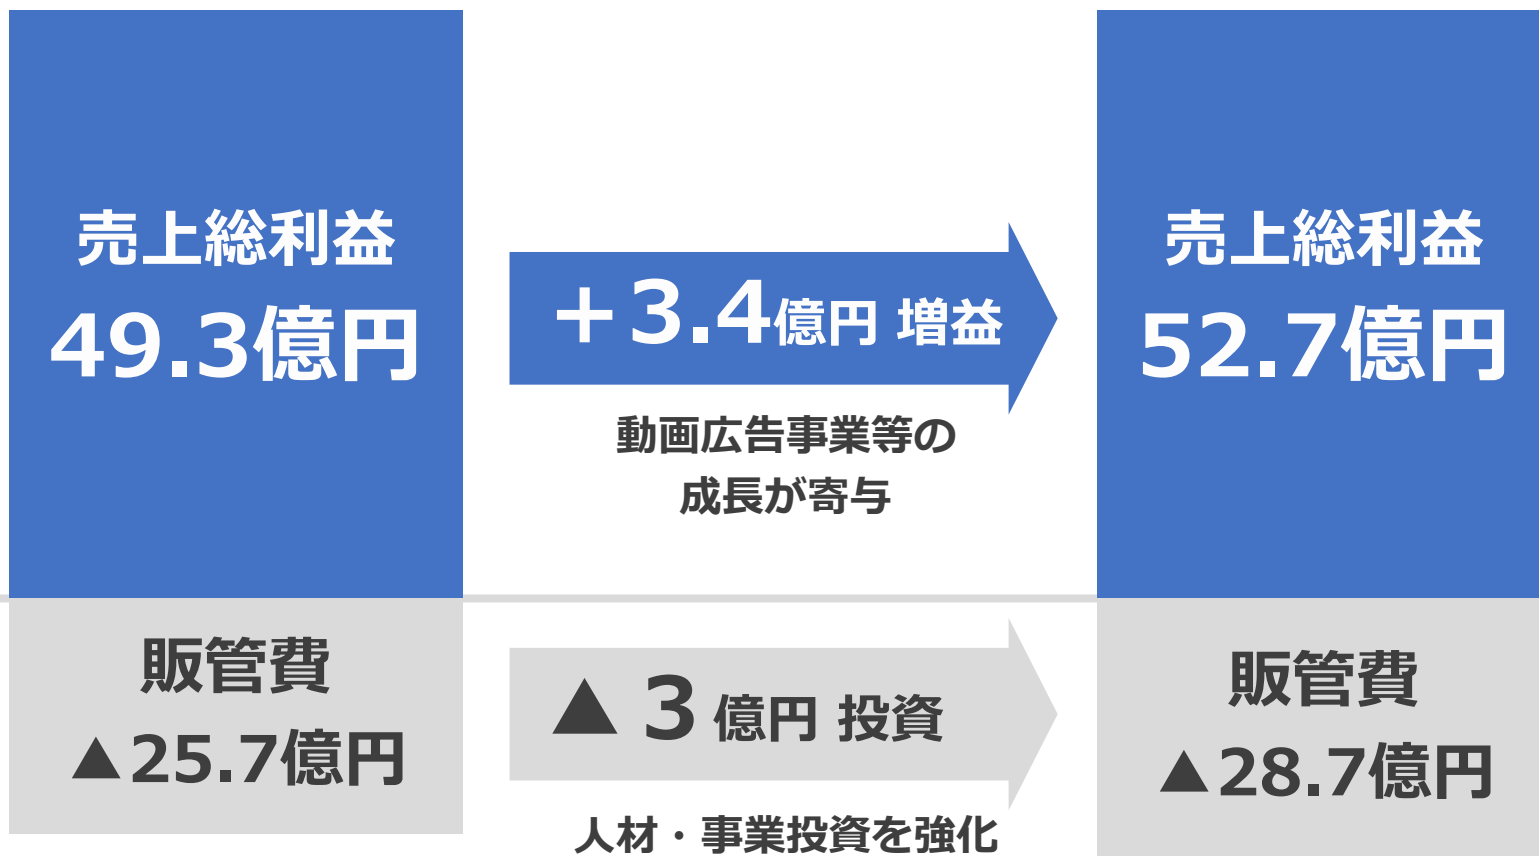 売上総利益
49.3億円
＋3.4億円 増益
動画広告事業等の
成長が寄与
売上総利益
52.7億円
販管費
▲25.7億円
▲ 3 億円 投資
人材・事業投資を強化
販管費
▲28.7億円